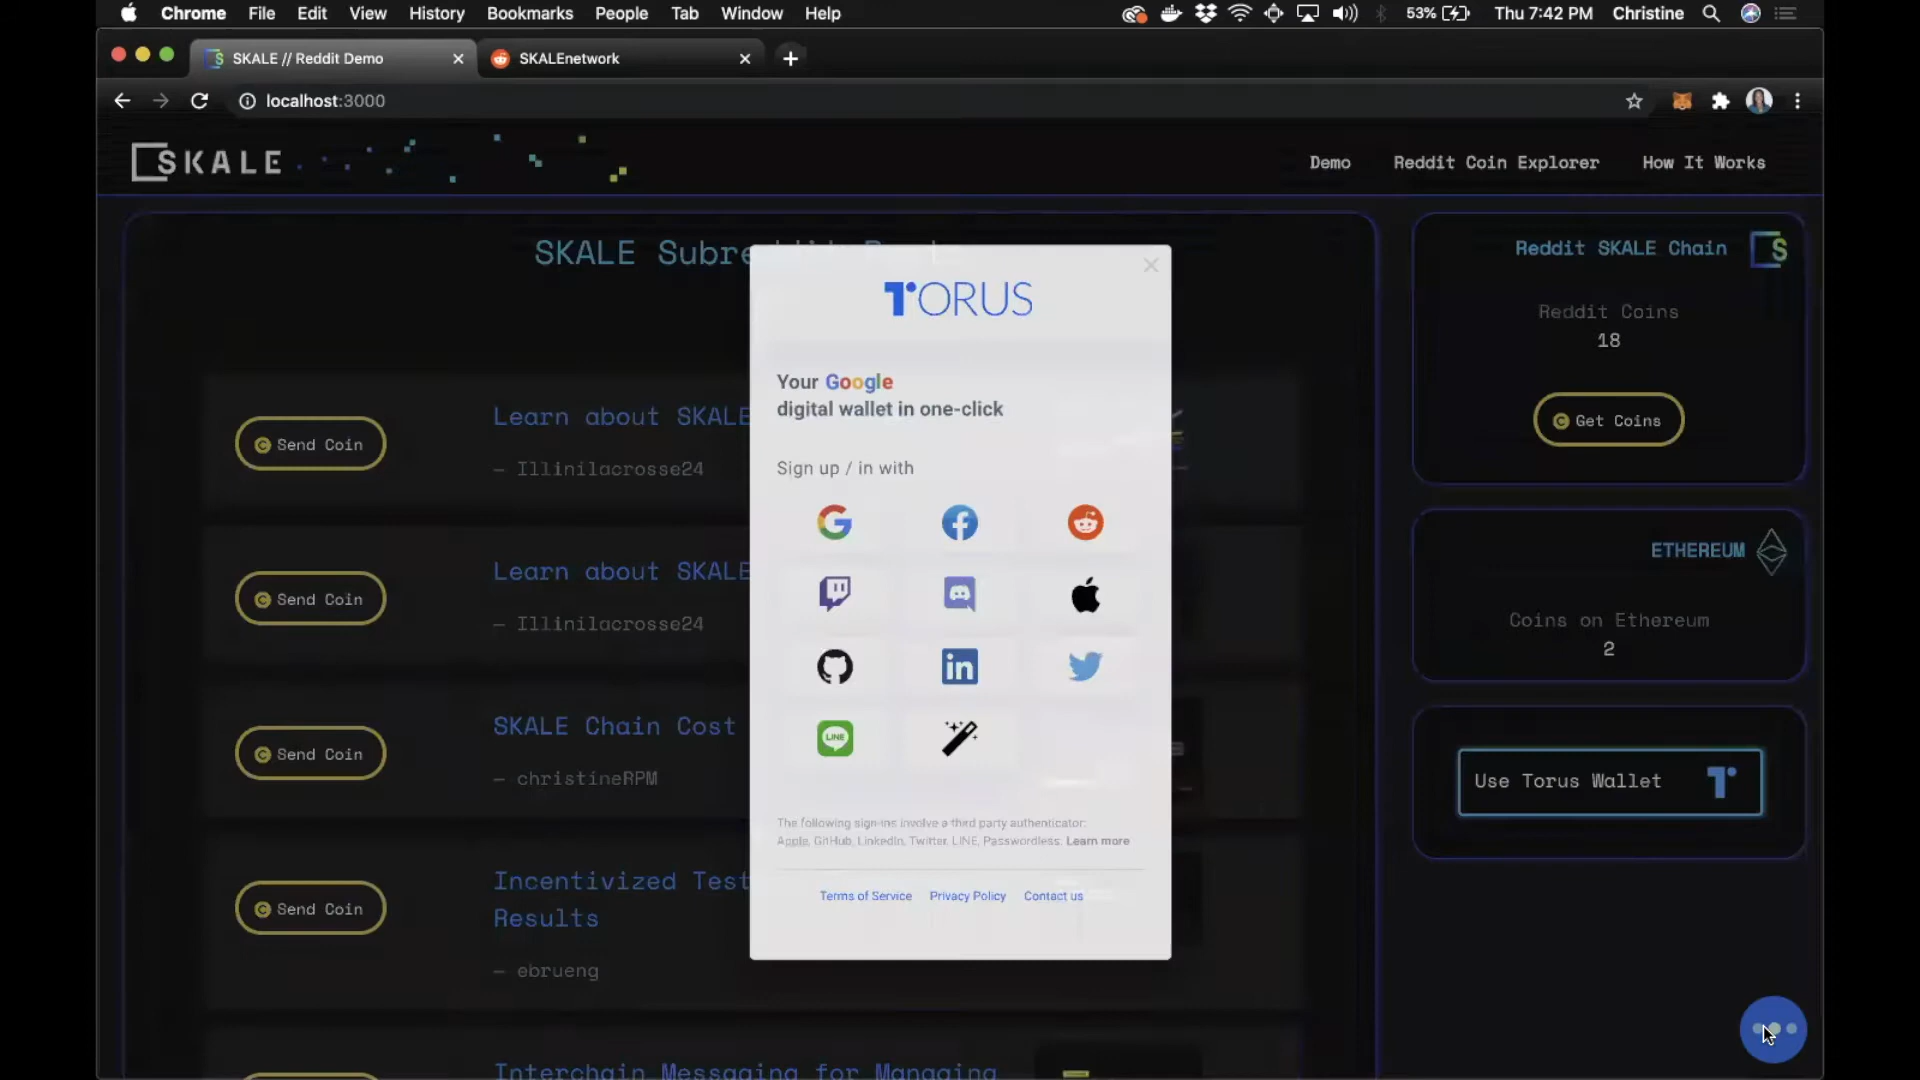 Chrome File Edit View History Bookmarks People Tab Window Help 53% Thu 7:42 PM Christine
SKALE // Reddit Demo SKALEnetwork
localhost:3000
SKALE Demo Reddit Coin Explorer How It Works
SKALE
Reddit SKALE Chain
Reddit Coins
18
Get Coins
ETHEREUM
Coins on Ethereum
2
Use Torus Wallet
Send Coin
Learn about SKALE
— Illinilacrosse24
Send Coin
Learn about SKALE
— Illinilacrosse24
Send Coin
SKALE Chain Cost
— christineRPM
Send Coin
Incentivized Test
Results
— ebrueng
Interchain Messaging for Managing
TORUS
Your Google
digital wallet in one-click
Sign up / in with
LINE
The following sign-ins involve a third party authenticator:
Apple, GitHub, LinkedIn, Twitter, LINE, Passwordless. Learn more
Terms of Service Privacy Policy Contact us